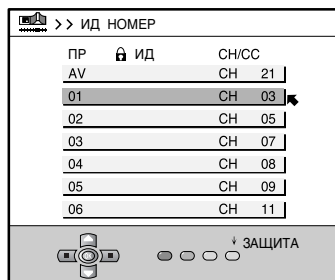 >> ИД НОМЕР
ПР ИД CH/CC
AV CH 21
01 CH 03
02 CH 05
03 CH 07
04 CH 08
05 CH 09
06 CH 11
ЗАЩИТА